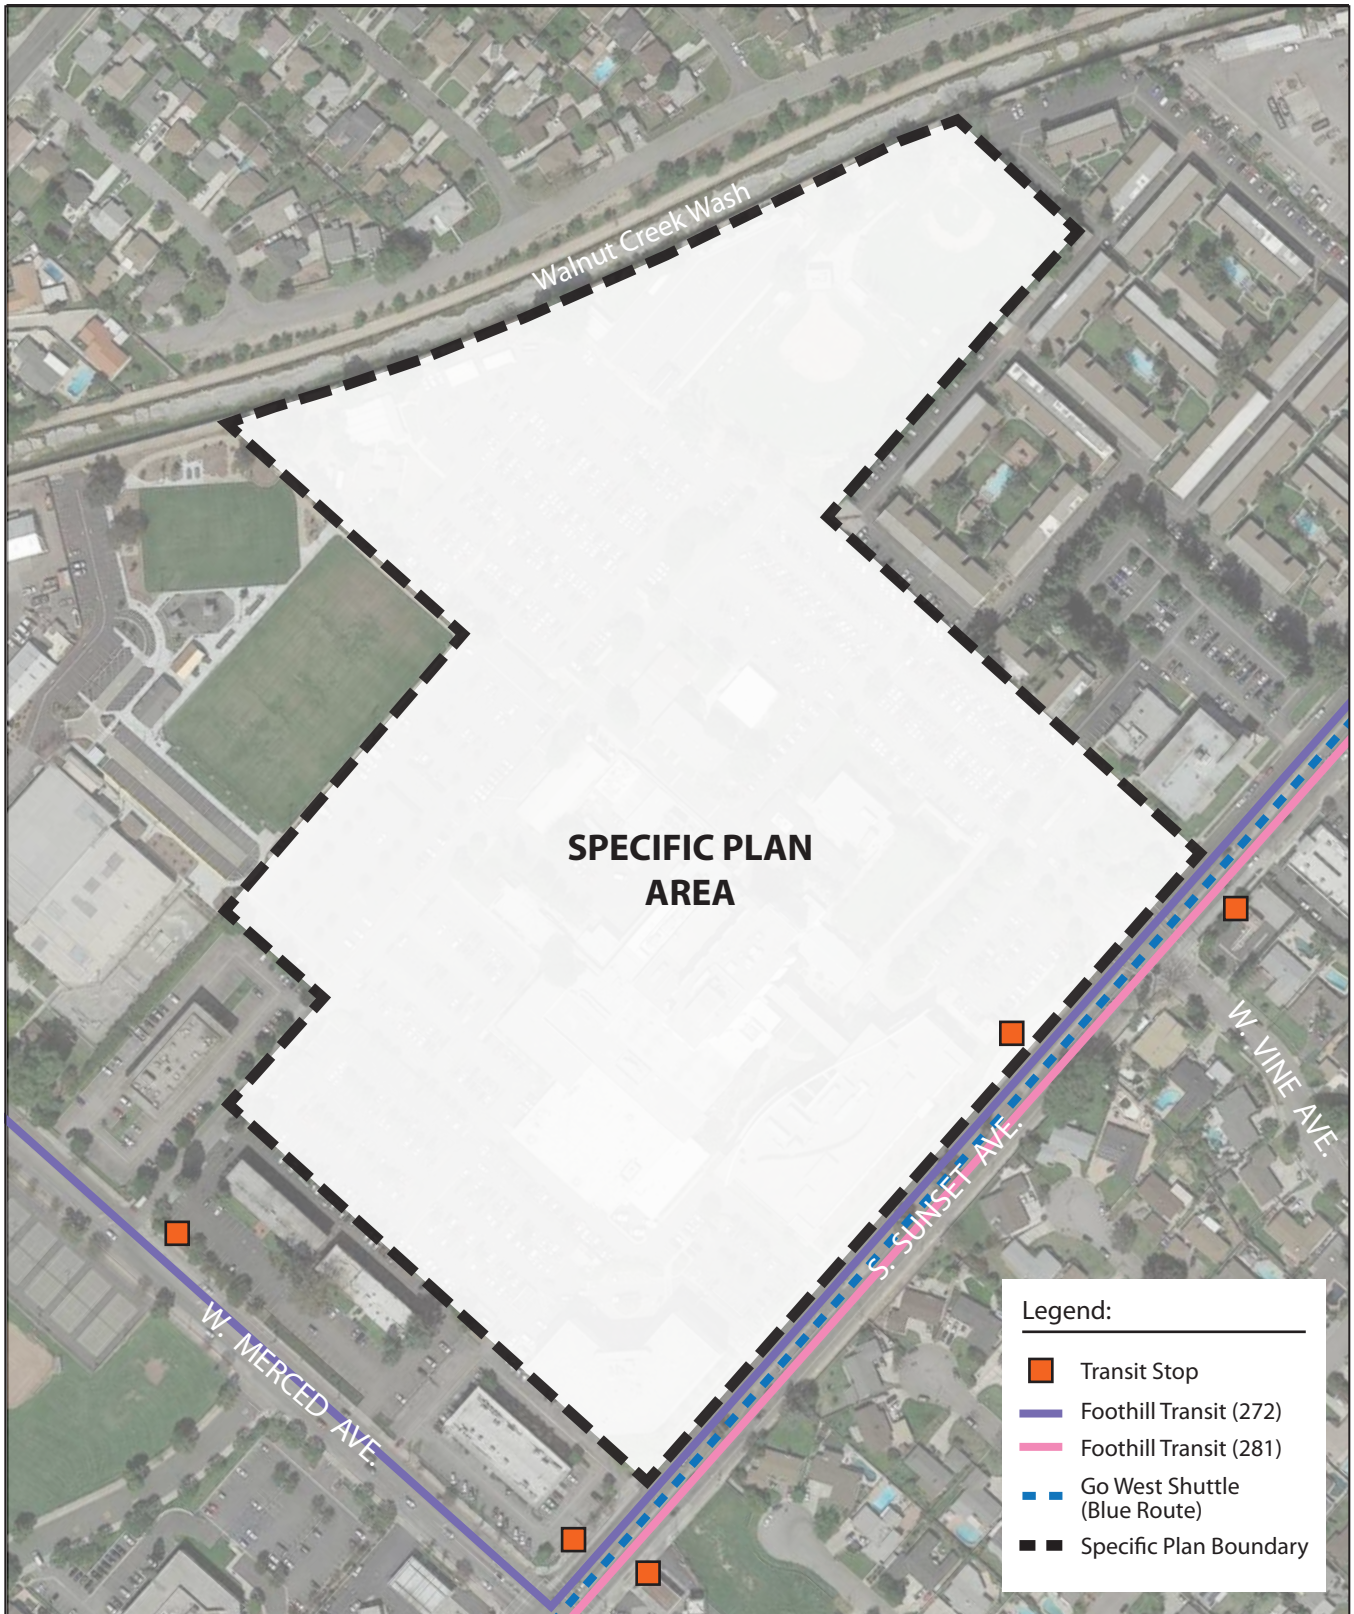 Walnut Creek Wash
SPECIFIC PLAN
AREA
W. VINE AVE.
S. SUNSET AVE.
W. MERCED AVE.
Legend:
Transit Stop
Foothill Transit (272)
Foothill Transit (281)
Go West Shuttle
(Blue Route)
Specific Plan Boundary